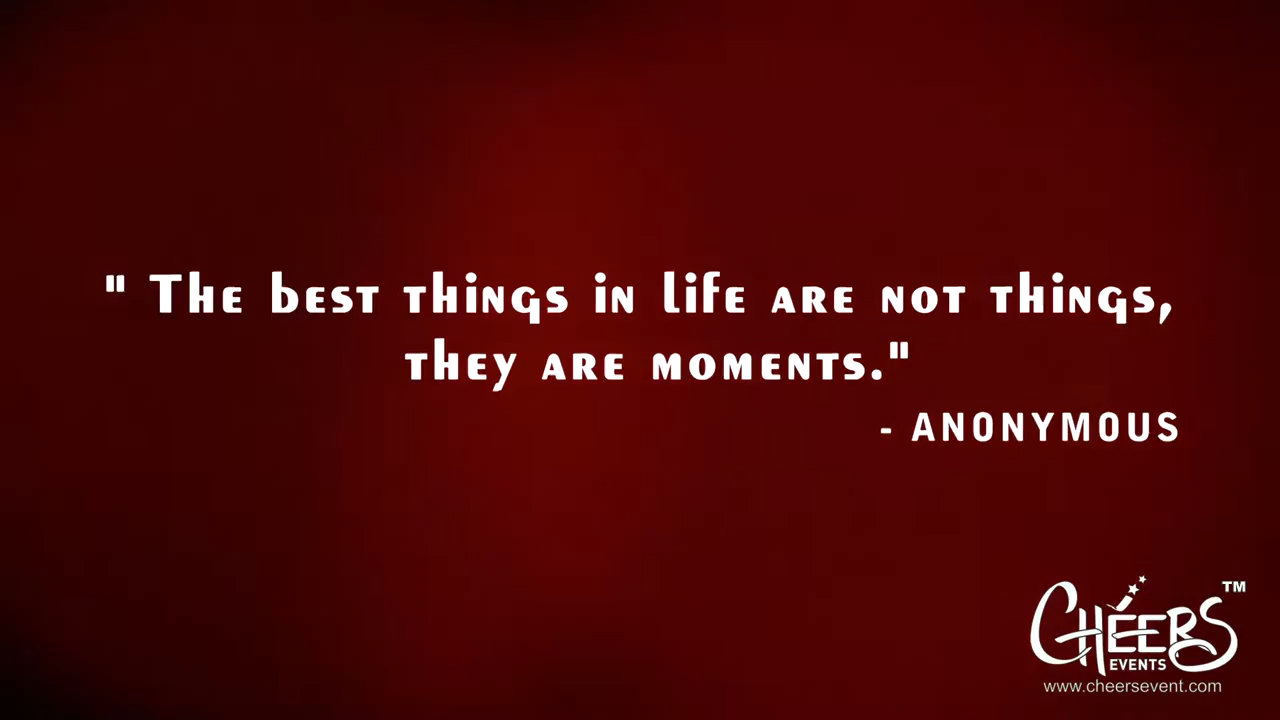 " The best things in life are not things,
they are moments."
- ANONYMOUS
CHEERS TM
EVENTS
www.cheersevent.com